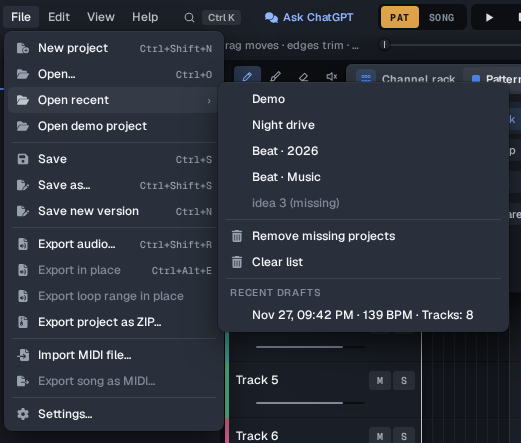 File Edit View Help Ctrl K Ask ChatGPT PAT SONG
New project Ctrl+Shift+N
rag moves · edges trim · ...
Open... Ctrl+O
Channel rack Pattern
Open recent
Open demo project
Save Ctrl+S
Save as... Ctrl+Shift+S
Save new version Ctrl+N
Export audio... Ctrl+Shift+R
Export in place Ctrl+Alt+E
Export loop range in place
Export project as ZIP...
Import MIDI file...
Export song as MIDI...
Settings...
Demo
Night drive
Beat · 2026
Beat · Music
idea 3 (missing)
Remove missing projects
Clear list
RECENT DRAFTS
Nov 27, 09:42 PM · 139 BPM · Tracks: 8
Track 5 M S
Track 6 M S